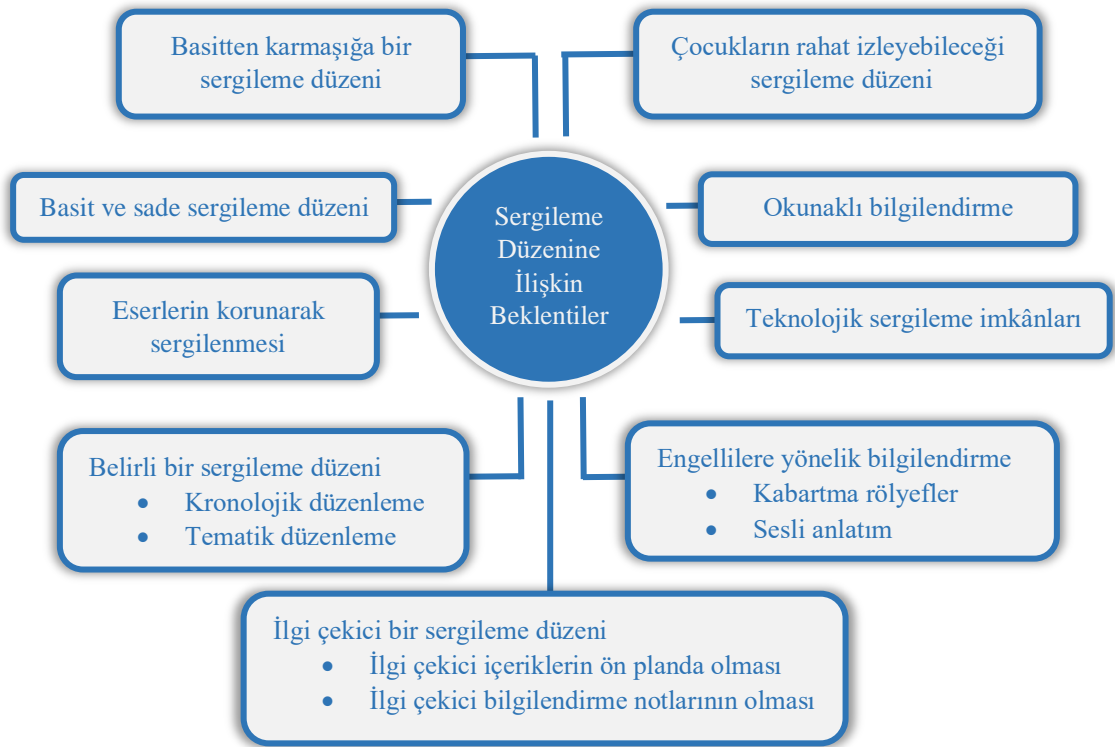 Basitten karmaşığa bir
sergileme düzeni
Çocukların rahat izleyebileceği
sergileme düzeni
Basit ve sade sergileme düzeni
Sergileme
Düzenine
İlişkin
Beklentiler
Okunaklı bilgilendirme
Eserlerin korunarak
sergilenmesi
Teknolojik sergileme imkânları
Belirli bir sergileme düzeni
• Kronolojik düzenleme
• Tematik düzenleme
Engellilere yönelik bilgilendirme
• Kabartma rölyefler
• Sesli anlatım
İlgi çekici bir sergileme düzeni
• İlgi çekici içeriklerin ön planda olması
• İlgi çekici bilgilendirme notlarının olması